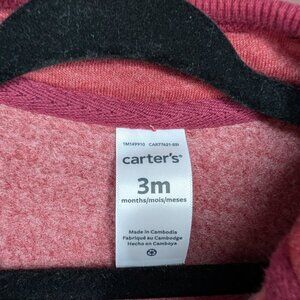 carter's
3m
months/mois/meses
Made in Cambodia
Fabriqué au Cambodge
Hecho en Camboya